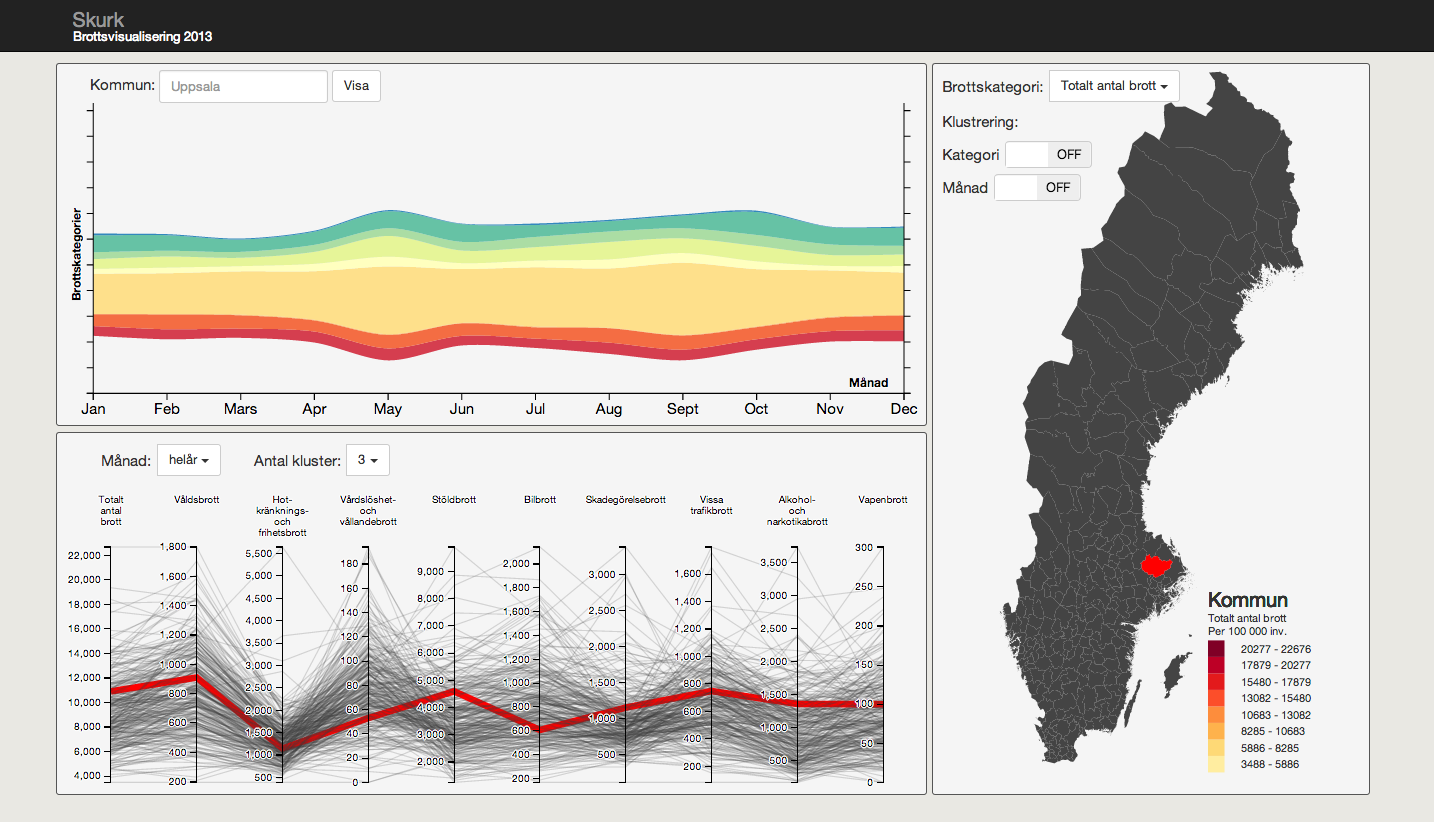 Skurk
Brottsvisualisering 2013
Kommun: Uppsala Visa
Brottskategorier
Månad
Jan Feb Mars Apr May Jun Jul Aug Sept Oct Nov Dec
Månad: helår Antal kluster: 3
Totalt
antal
brott
Våldsbrott
Hot-
kränknings-
och
frihetsbrott
Vårdslöshet-
och
vållandebrott
Stöldbrott
Bilbrott
Skadegörelsebrott
Vissa
trafikbrott
Alkohol-
och
narkotikabrott
Vapenbrott
22,000
20,000
18,000
16,000
14,000
12,000
10,000
8,000
6,000
4,000
1,800
1,600
1,400
1,200
1,000
800
600
400
200
5,500
5,000
4,500
4,000
3,500
3,000
2,500
2,000
1,500
1,000
500
180
160
140
120
100
80
60
40
20
0
9,000
8,000
7,000
6,000
5,000
4,000
3,000
2,000
2,000
1,800
1,600
1,400
1,200
1,000
800
600
400
200
3,000
2,500
2,000
1,500
1,000
500
1,600
1,400
1,200
1,000
800
600
400
200
3,500
3,000
2,500
2,000
1,500
1,000
500
300
250
200
150
100
50
0
Brottskategori: Totalt antal brott
Klustrering:
Kategori OFF
Månad OFF
Kommun
Totalt antal brott
Per 100 000 inv.
20277 - 22676
17879 - 20277
15480 - 17879
13082 - 15480
10683 - 13082
8285 - 10683
5886 - 8285
3488 - 5886